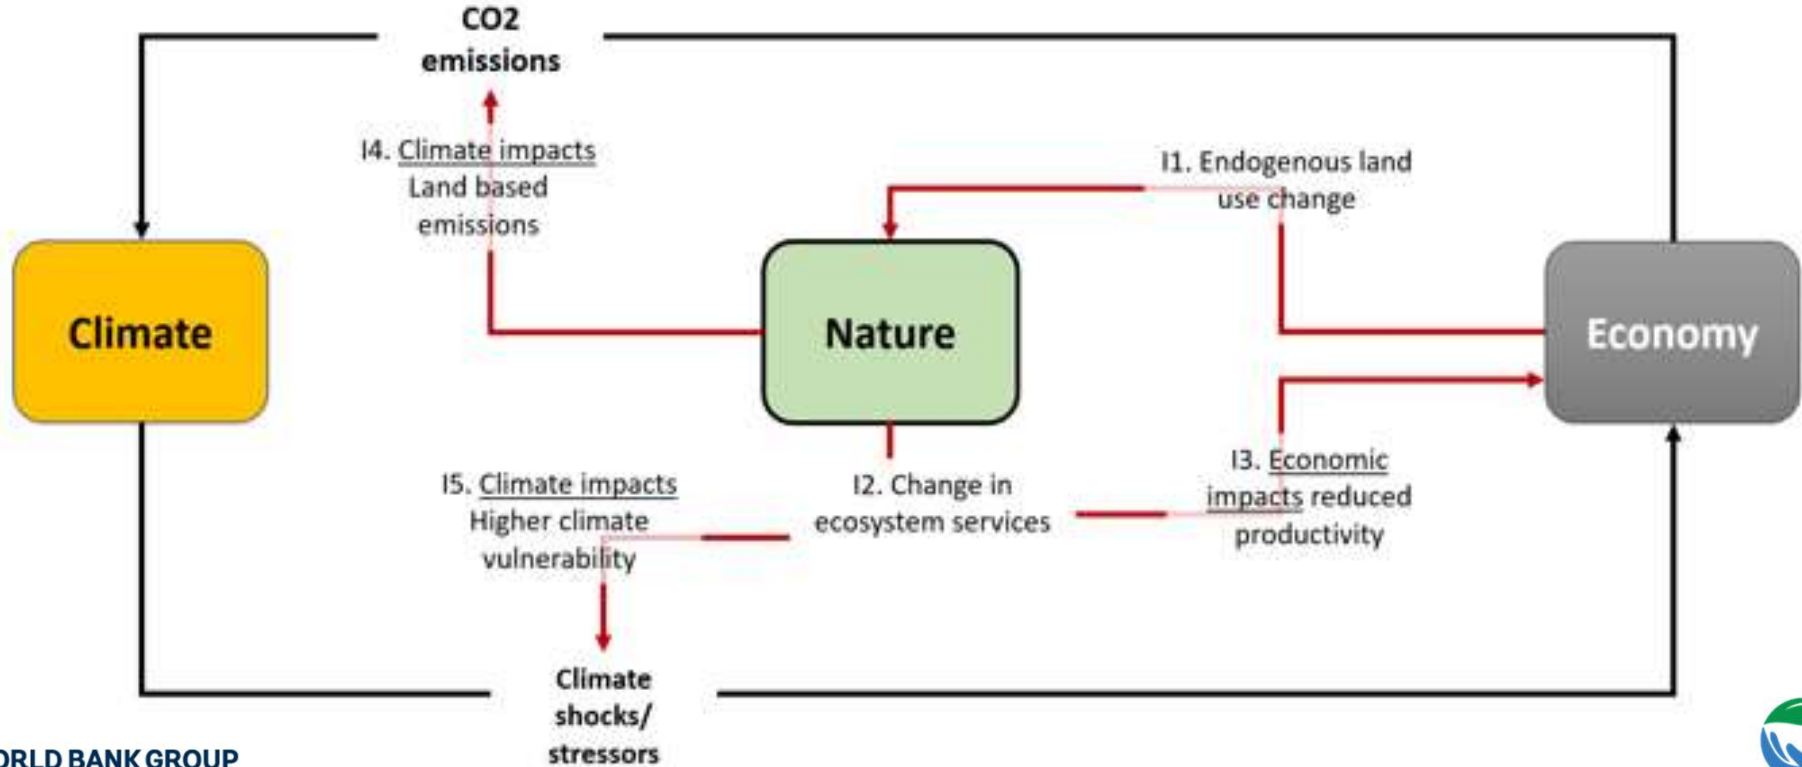 CO2
emissions
I4. Climate impacts
Land based
emissions
I1. Endogenous land
use change
Climate
Nature
Economy
I5. Climate impacts
Higher climate
vulnerability
I2. Change in
ecosystem services
I3. Economic
impacts reduced
productivity
Climate
shocks/
stressors
ORLD BANK GROUP